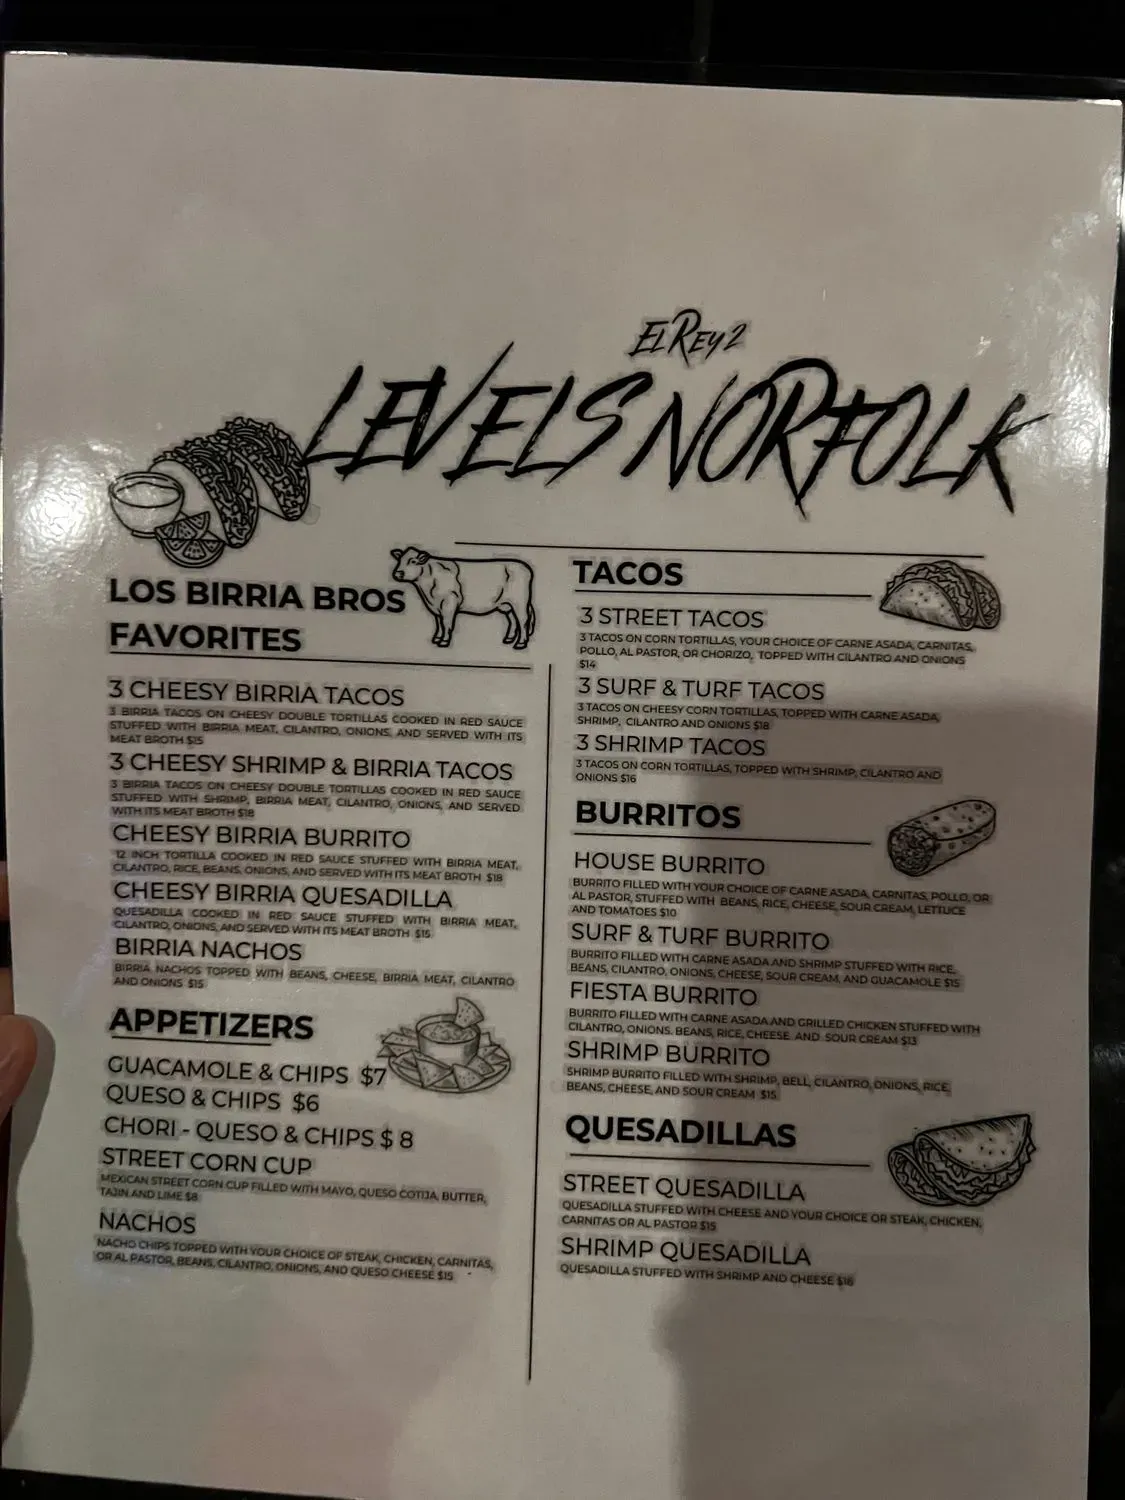 EL REY 2
LEVELS NORFOLK
LOS BIRRIA BROS
FAVORITES
3 CHEESY BIRRIA TACOS
3 BIRRIA TACOS ON CHEESY DOUBLE TORTILLAS COOKED IN RED SAUCE
STUFFED WITH BIRRIA MEAT, CILANTRO, ONIONS, AND SERVED WITH ITS
MEAT BROTH $15
3 CHEESY SHRIMP & BIRRIA TACOS
3 BIRRIA TACOS ON CHEESY DOUBLE TORTILLAS COOKED IN RED SAUCE
STUFFED WITH SHRIMP, BIRRIA MEAT, CILANTRO, ONIONS, AND SERVED
WITH ITS MEAT BROTH $18
CHEESY BIRRIA BURRITO
12 INCH TORTILLA COOKED IN RED SAUCE STUFFED WITH BIRRIA MEAT,
CILANTRO, RICE, BEANS, ONIONS, AND SERVED WITH ITS MEAT BROTH $18
CHEESY BIRRIA QUESADILLA
QUESADILLA COOKED IN RED SAUCE STUFFED WITH BIRRIA MEAT,
CILANTRO, ONIONS, AND SERVED WITH ITS MEAT BROTH $15
BIRRIA NACHOS
BIRRIA NACHOS TOPPED WITH BEANS, CHEESE, BIRRIA MEAT, CILANTRO
AND ONIONS $15
APPETIZERS
GUACAMOLE & CHIPS $7
QUESO & CHIPS $6
CHORI - QUESO & CHIPS $ 8
STREET CORN CUP
MEXICAN STREET CORN CUP FILLED WITH MAYO, QUESO COTIJA, BUTTER,
TAJIN AND LIME $8
NACHOS
NACHO CHIPS TOPPED WITH YOUR CHOICE OF STEAK, CHICKEN, CARNITAS,
OR AL PASTOR, BEANS, CILANTRO, ONIONS, AND QUESO CHEESE $15
TACOS
3 STREET TACOS
3 TACOS ON CORN TORTILLAS, YOUR CHOICE OF CARNE ASADA, CARNITAS,
POLLO, AL PASTOR, OR CHORIZO, TOPPED WITH CILANTRO AND ONIONS
$14
3 SURF & TURF TACOS
3 TACOS ON CHEESY CORN TORTILLAS, TOPPED WITH CARNE ASADA,
SHRIMP, CILANTRO AND ONIONS $18
3 SHRIMP TACOS
3 TACOS ON CORN TORTILLAS, TOPPED WITH SHRIMP, CILANTRO AND
ONIONS $16
BURRITOS
HOUSE BURRITO
BURRITO FILLED WITH YOUR CHOICE OF CARNE ASADA, CARNITAS, POLLO, OR
AL PASTOR, STUFFED WITH BEANS, RICE, CHEESE, SOUR CREAM, LETTUCE
AND TOMATOES $10
SURF & TURF BURRITO
BURRITO FILLED WITH CARNE ASADA AND SHRIMP STUFFED WITH RICE,
BEANS, CILANTRO, ONIONS, CHEESE, SOUR CREAM, AND GUACAMOLE $15
FIESTA BURRITO
BURRITO FILLED WITH CARNE ASADA AND GRILLED CHICKEN STUFFED WITH
CILANTRO, ONIONS. BEANS, RICE, CHEESE AND SOUR CREAM $13
SHRIMP BURRITO
SHRIMP BURRITO FILLED WITH SHRIMP, BELL, CILANTRO, ONIONS, RICE,
BEANS, CHEESE, AND SOUR CREAM $15
QUESADILLAS
STREET QUESADILLA
QUESADILLA STUFFED WITH CHEESE AND YOUR CHOICE OR STEAK, CHICKEN,
CARNITAS OR AL PASTOR $15
SHRIMP QUESADILLA
QUESADILLA STUFFED WITH SHRIMP AND CHEESE $16